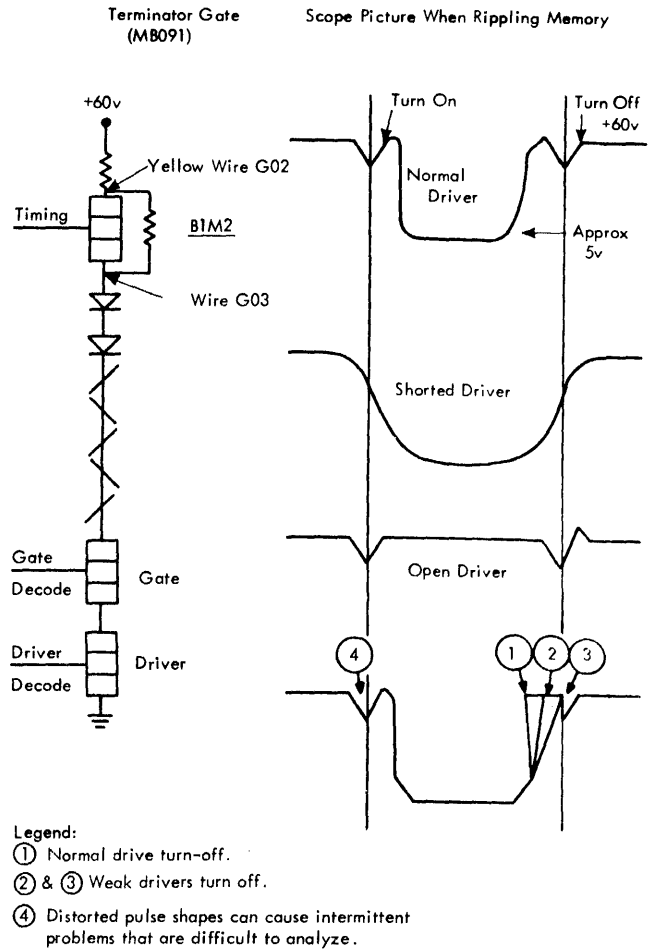 Terminator Gate
(MB091)
Scope Picture When Rippling Memory
+60v
Yellow Wire G02
Timing
B1M2
Wire G03
Gate
Decode
Gate
Driver
Decode
Driver
Turn On
Turn Off
+60v
Normal
Driver
Approx
5v
Shorted Driver
Open Driver
4
1
2
3
Legend:
1 Normal drive turn-off.
2 & 3 Weak drivers turn off.
4 Distorted pulse shapes can cause intermittent
problems that are difficult to analyze.